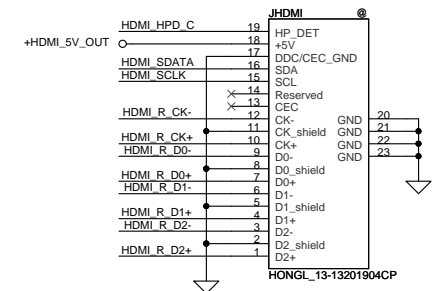 JHDMI @
HDMI_HPD_C 19 HP_DET
+HDMI_5V_OUT 18 +5V
17 DDC/CEC_GND
HDMI_SDATA 16 SDA
HDMI_SCLK 15 SCL
14 Reserved
13 CEC
HDMI_R_CK- 12 CK- GND 20
11 CK_shield GND 21
HDMI_R_CK+ 10 CK+ GND 22
HDMI_R_D0- 9 D0- GND 23
8 D0_shield
HDMI_R_D0+ 7 D0+
HDMI_R_D1- 6 D1-
5 D1_shield
HDMI_R_D1+ 4 D1+
HDMI_R_D2- 3 D2-
2 D2_shield
HDMI_R_D2+ 1 D2+
HONGL_13-13201904CP